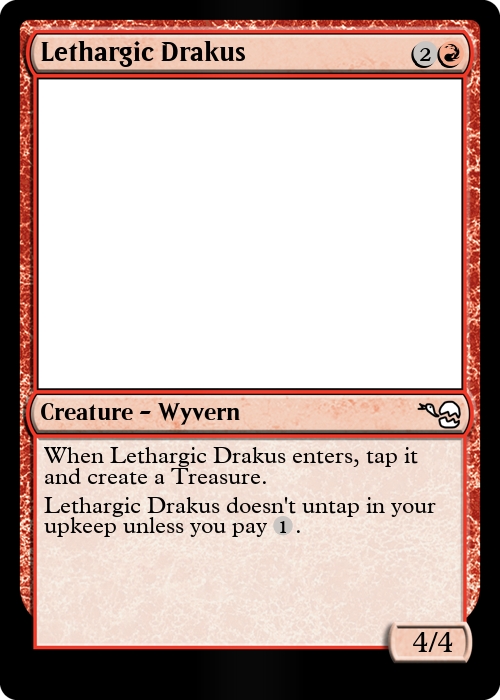 Lethargic Drakus 2
Creature – Wyvern
When Lethargic Drakus enters, tap it
and create a Treasure.
Lethargic Drakus doesn't untap in your
upkeep unless you pay 1.
4/4